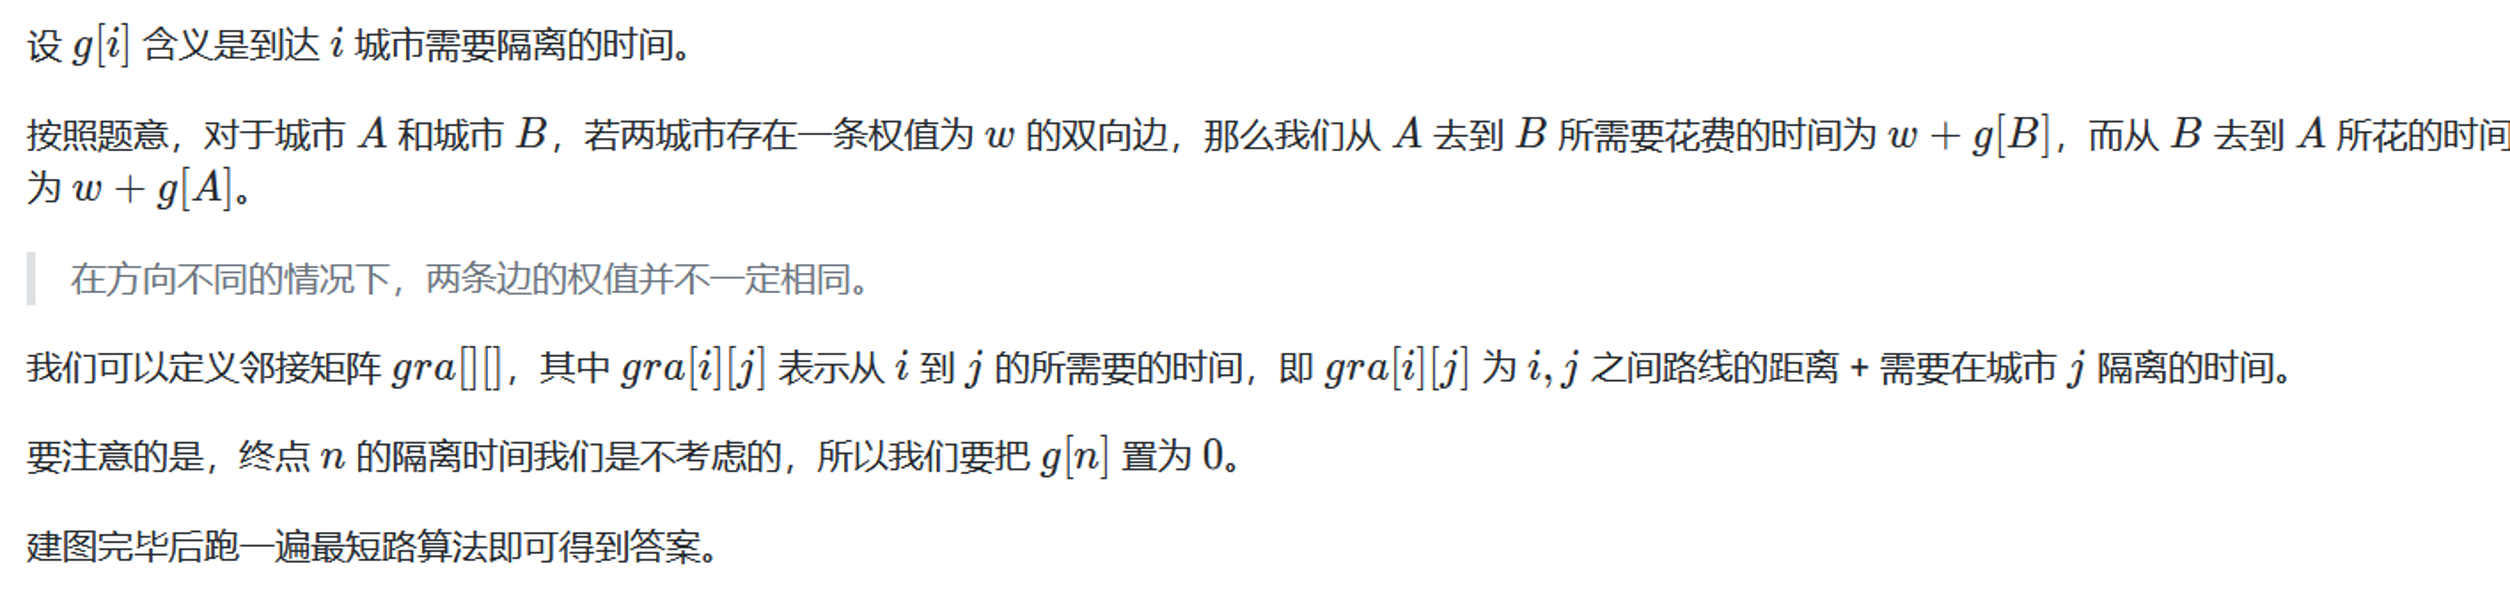 设 g[i] 含义是到达 i 城市需要隔离的时间。
按照题意，对于城市 A 和城市 B，若两城市存在一条权值为 w 的双向边，那么我们从 A 去到 B 所需要花费的时间为 w + g[B]，而从 B 去到 A 所花的时间
为 w + g[A]。
在方向不同的情况下，两条边的权值并不一定相同。
我们可以定义邻接矩阵 gra[][]，其中 gra[i][j] 表示从 i 到 j 的所需要的时间，即 gra[i][j] 为 i, j 之间路线的距离 + 需要在城市 j 隔离的时间。
要注意的是，终点 n 的隔离时间我们是不考虑的，所以我们要把 g[n] 置为 0。
建图完毕后跑一遍最短路算法即可得到答案。